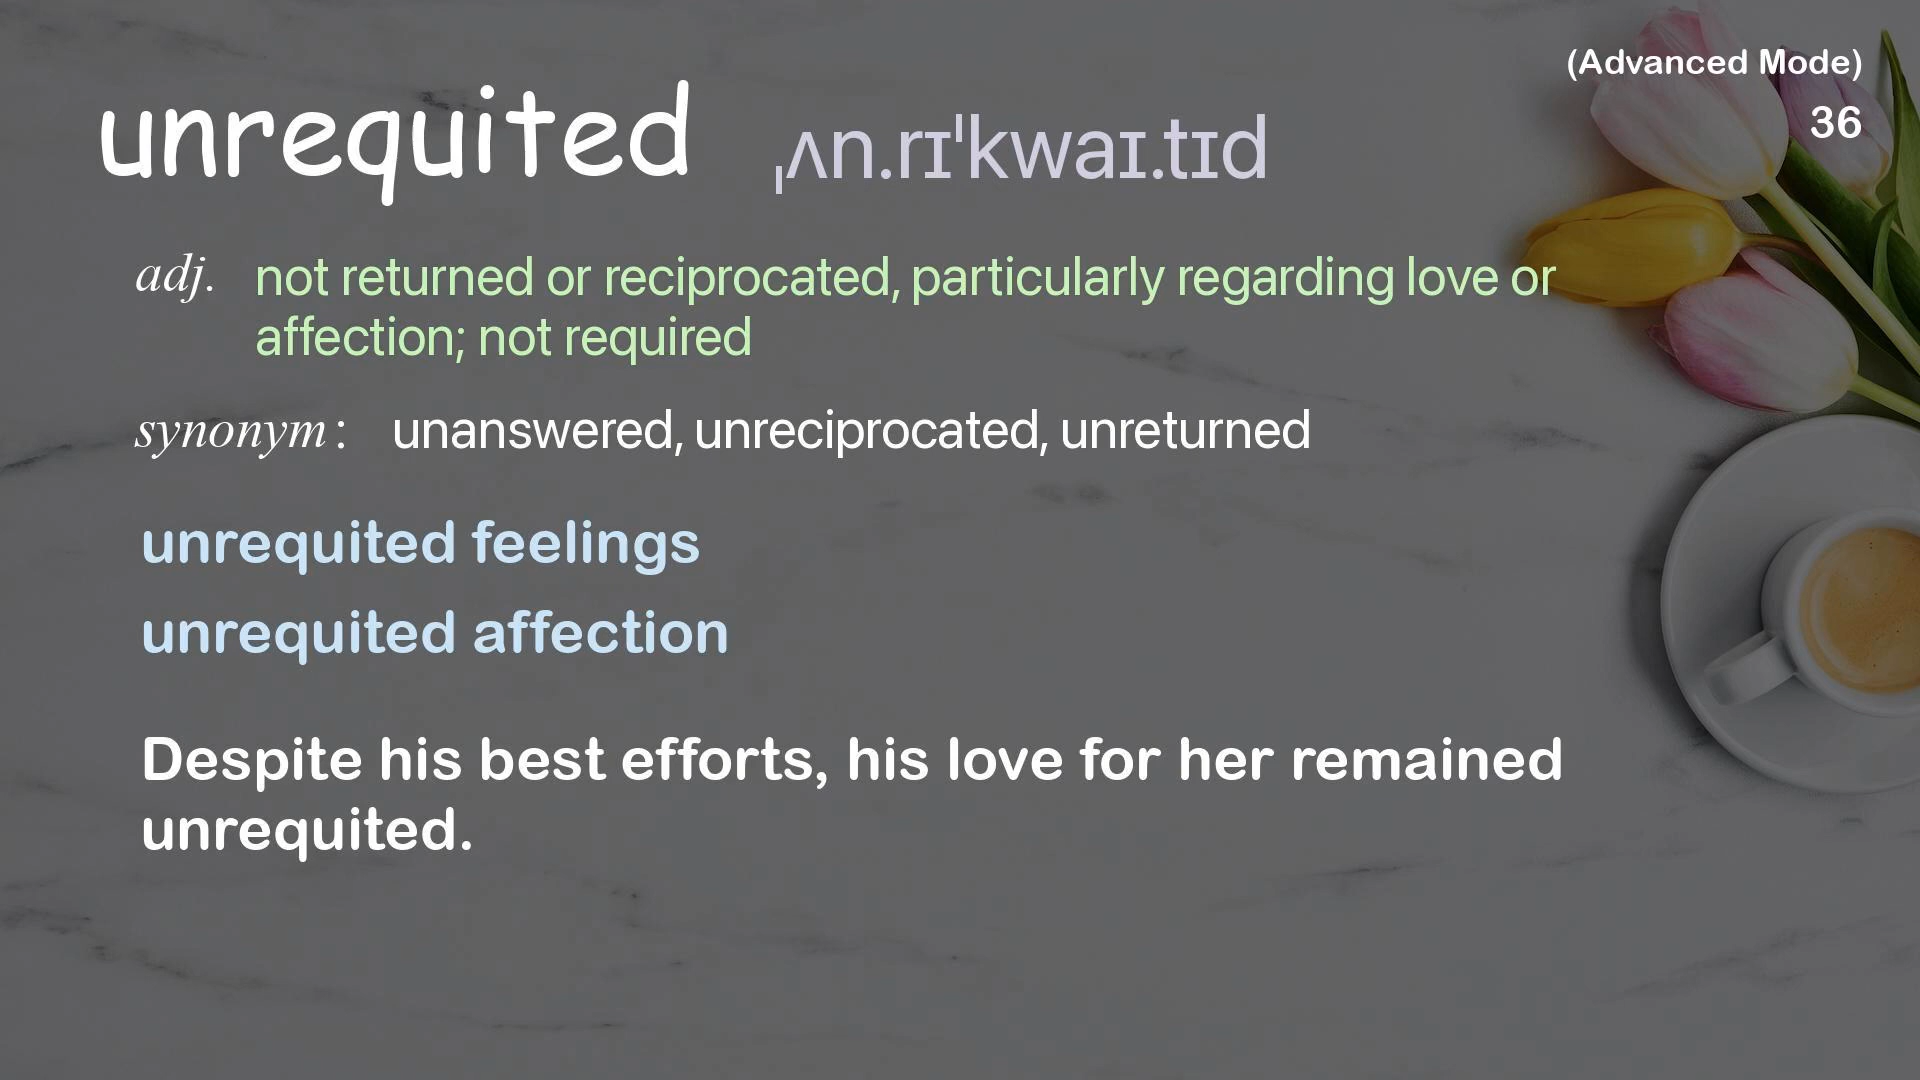 (Advanced Mode)
36
unrequited ˌʌn.rɪˈkwaɪ.tɪd
adj. not returned or reciprocated, particularly regarding love or
affection; not required
synonym: unanswered, unreciprocated, unreturned
unrequited feelings
unrequited affection
Despite his best efforts, his love for her remained
unrequited.